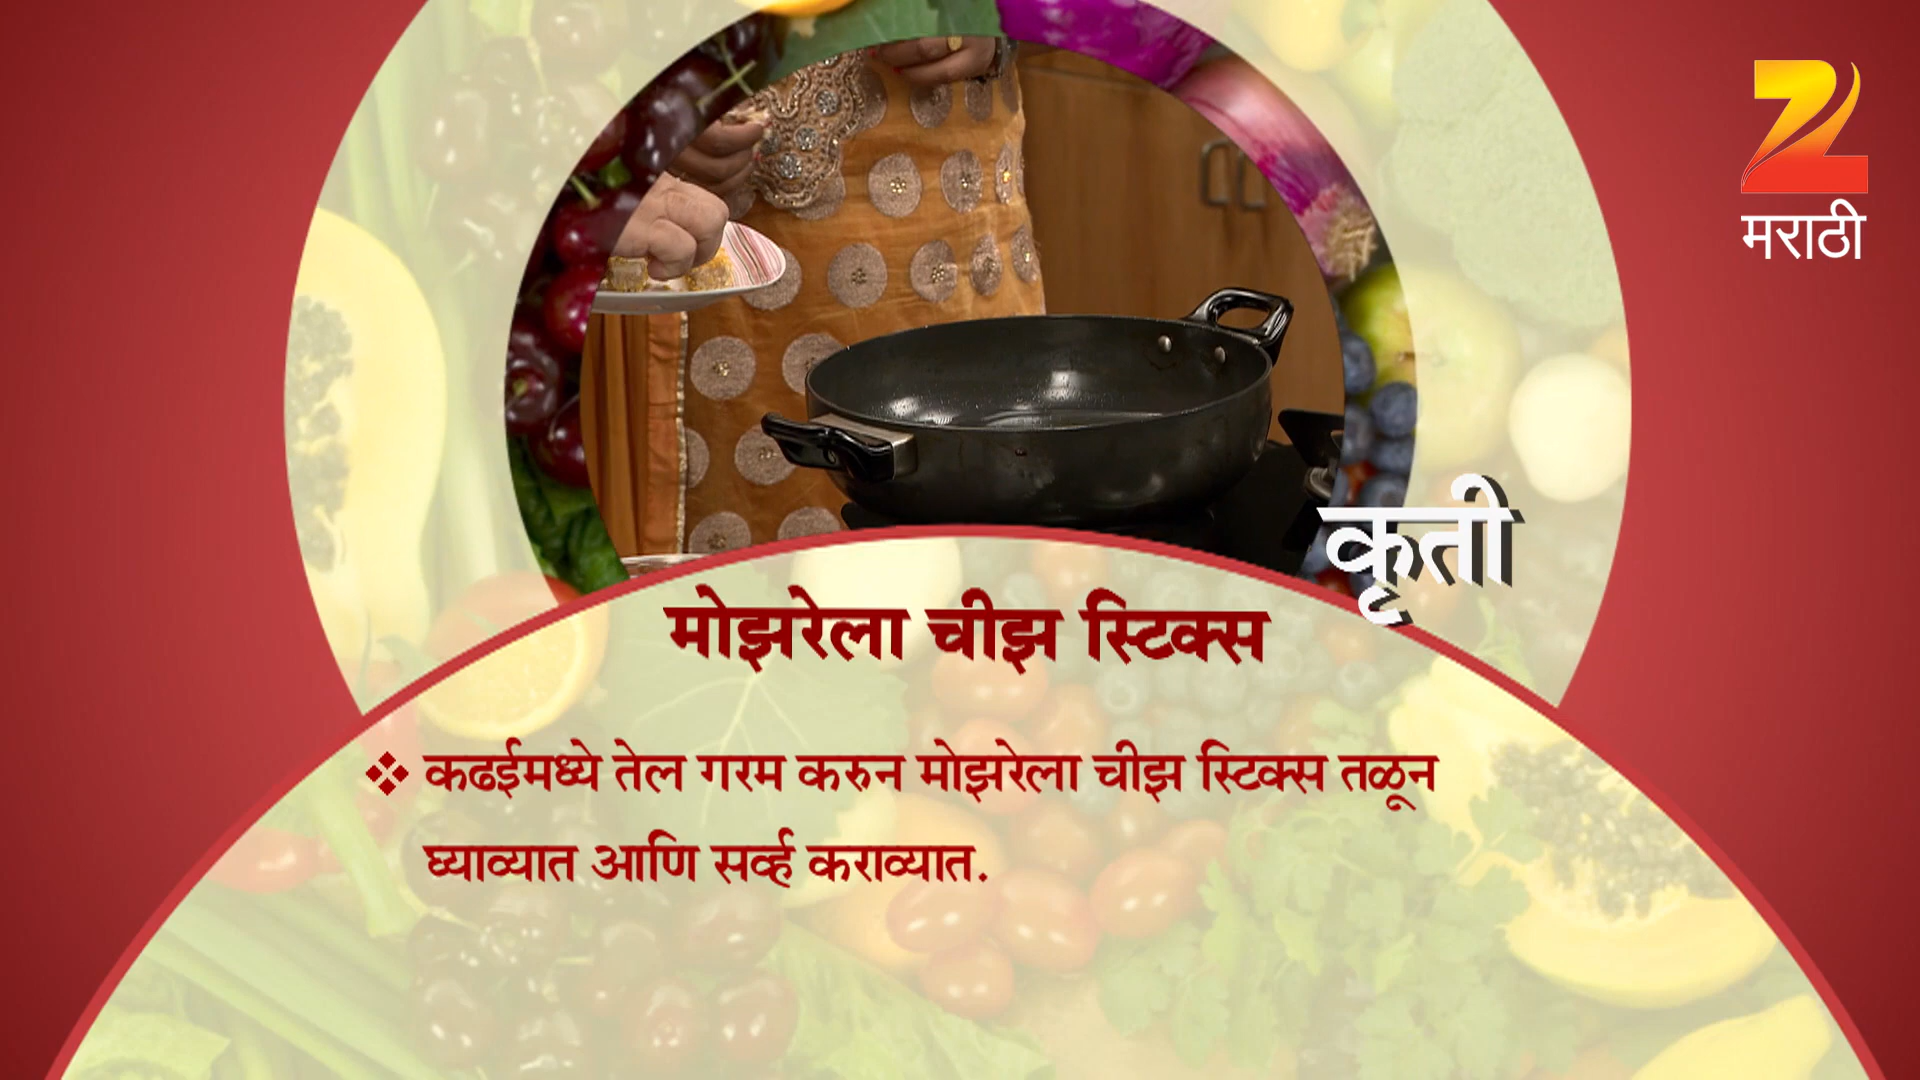 मराठी
कृती
मोझरेला चीझ स्टिक्स
❖ कढईमध्ये तेल गरम करुन मोझरेला चीझ स्टिक्स तळून
घ्याव्यात आणि सर्व्ह कराव्यात.